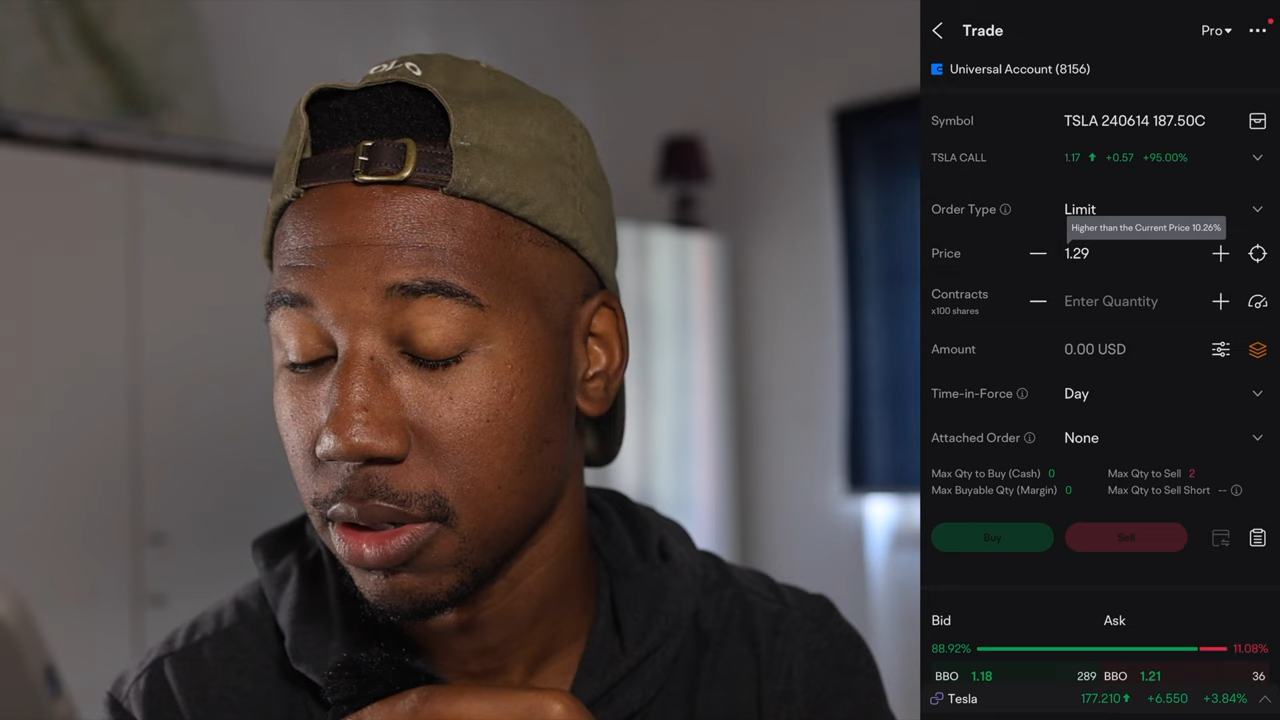 OLO
Trade
Pro
Universal Account (8156)
Symbol TSLA 240614 187.50C
TSLA CALL 1.17 +0.57 +95.00%
Order Type Limit
Higher than the Current Price 10.26%
Price 1.29
Contracts Enter Quantity
x100 shares
Amount 0.00 USD
Time-in-Force Day
Attached Order None
Max Qty to Buy (Cash) 0 Max Qty to Sell 2
Max Buyable Qty (Margin) 0 Max Qty to Sell Short --
Buy Sell
Bid Ask
88.92% 11.08%
BBO 1.18 289 BBO 1.21 36
Tesla 177.210 +6.550 +3.84%